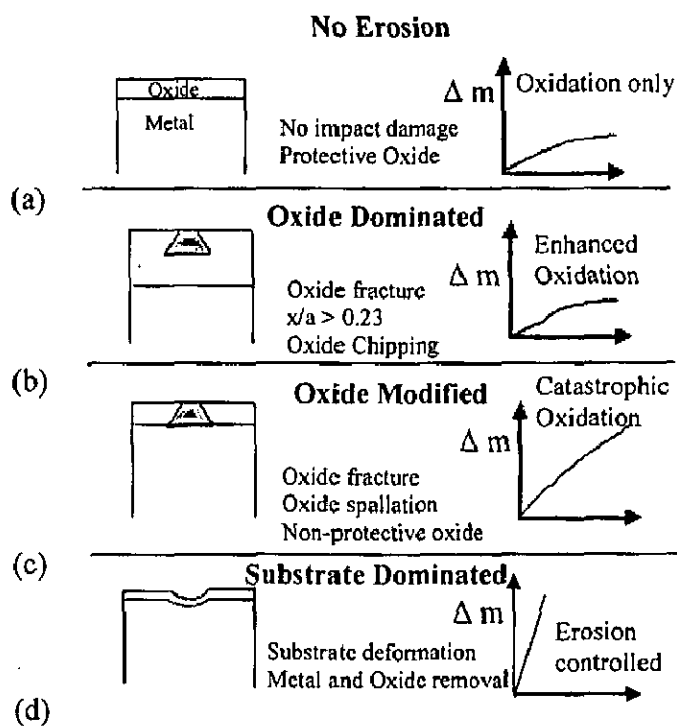 No Erosion
Oxide
Metal
No impact damage
Protective Oxide
Δ m
Oxidation only
(a)
Oxide Dominated
Oxide fracture
x/a > 0.23
Oxide Chipping
Δ m
Enhanced
Oxidation
(b)
Oxide Modified
Oxide fracture
Oxide spallation
Non-protective oxide
Δ m
Catastrophic
Oxidation
(c)
Substrate Dominated
Substrate deformation
Metal and Oxide removal
Δ m
Erosion
controlled
(d)